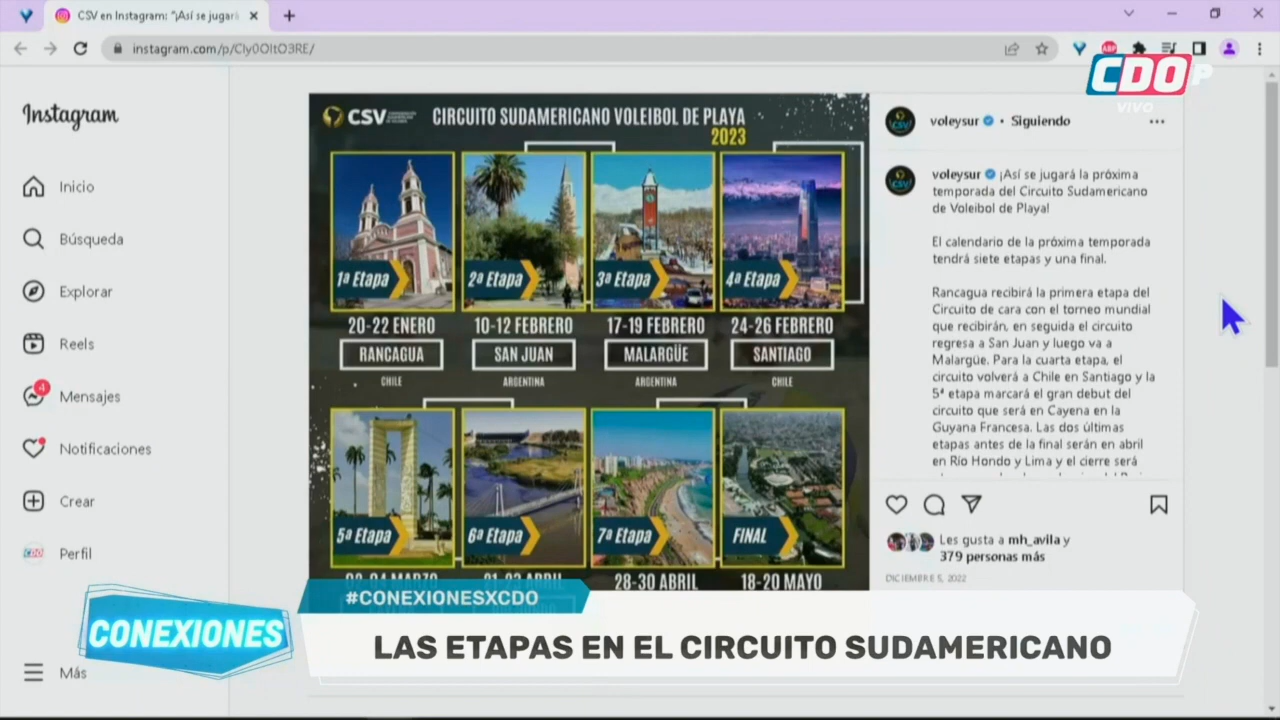 CSV en Instagram: "¡Así se jugará
instagram.com/p/Cly0OltO3RE/
ABP
CDO
VIVO
Instagram
Inicio
Búsqueda
Explorar
Reels
4
Mensajes
Notificaciones
Crear
CDO
Perfil
Más
CSV
CIRCUITO SUDAMERICANO VOLEIBOL DE PLAYA
2023
1ª Etapa
2ª Etapa
3ª Etapa
4ª Etapa
20-22 ENERO
10-12 FEBRERO
17-19 FEBRERO
24-26 FEBRERO
RANCAGUA
SAN JUAN
MALARGÜE
SANTIAGO
CHILE
ARGENTINA
ARGENTINA
CHILE
5ª Etapa
6ª Etapa
7ª Etapa
FINAL
28-30 ABRIL
18-20 MAYO
voleysur • Siguiendo
voleysur ¡Así se jugará la próxima
temporada del Circuito Sudamericano
de Voleibol de Playa!
El calendario de la próxima temporada
tendrá siete etapas y una final.
Rancagua recibirá la primera etapa del
Circuito de cara con el torneo mundial
que recibirán, en seguida el circuito
regresa a San Juan y luego va a
Malargüe. Para la cuarta etapa, el
circuito volverá a Chile en Santiago y la
5ª etapa marcará el gran debut del
circuito que será en Cayena en la
Guyana Francesa. Las dos últimas
etapas antes de la final serán en abril
en Río Hondo y Lima y el cierre será
Les gusta a mh_avila y
379 personas más
DICIEMBRE 5, 2022
#CONEXIONESXCDO
CONEXIONES
LAS ETAPAS EN EL CIRCUITO SUDAMERICANO